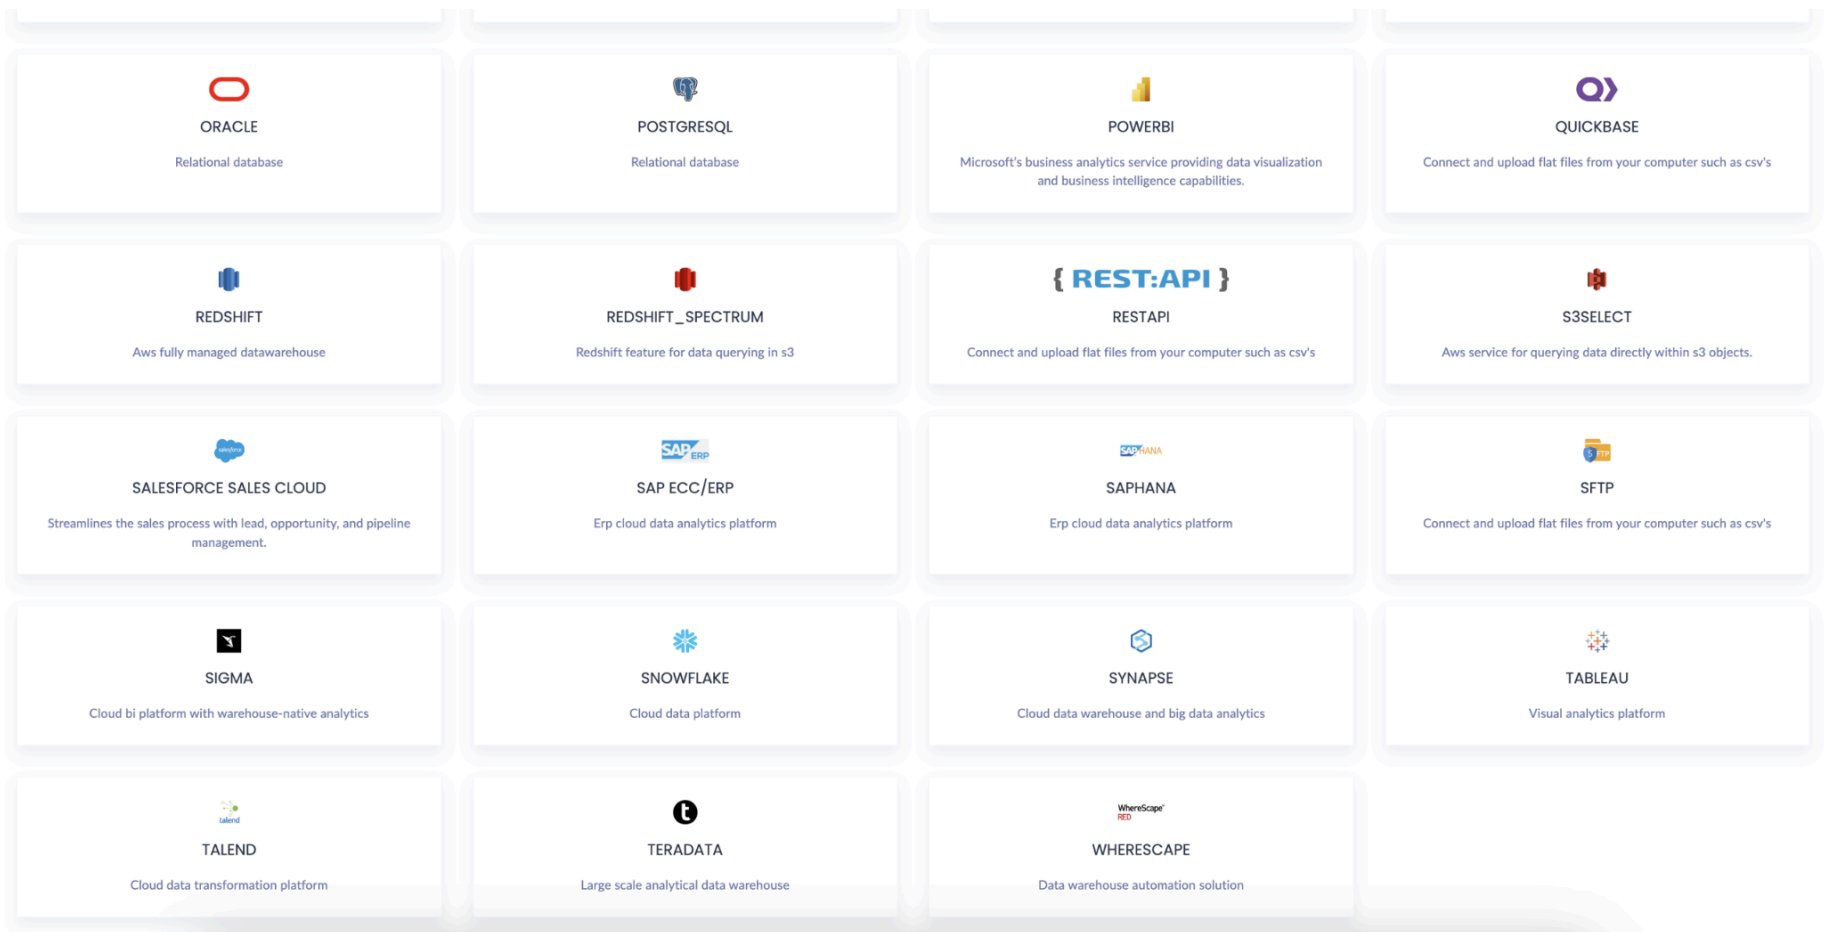 ORACLE
Relational database
POSTGRESQL
Relational database
POWERBI
Microsoft's business analytics service providing data visualization
and business intelligence capabilities.
QUICKBASE
Connect and upload flat files from your computer such as csv's
REDSHIFT
Aws fully managed datawarehouse
REDSHIFT_SPECTRUM
Redshift feature for data querying in s3
{ REST:API }
RESTAPI
Connect and upload flat files from your computer such as csv's
S3SELECT
Aws service for querying data directly within s3 objects.
salesforce
SALESFORCE SALES CLOUD
Streamlines the sales process with lead, opportunity, and pipeline
management.
SAP ERP
SAP ECC/ERP
Erp cloud data analytics platform
SAP HANA
SAPHANA
Erp cloud data analytics platform
SFTP
SFTP
Connect and upload flat files from your computer such as csv's
SIGMA
Cloud bi platform with warehouse-native analytics
SNOWFLAKE
Cloud data platform
SYNAPSE
Cloud data warehouse and big data analytics
TABLEAU
Visual analytics platform
talend
TALEND
Cloud data transformation platform
t
TERADATA
Large scale analytical data warehouse
WhereScape®
RED
WHERESCAPE
Data warehouse automation solution